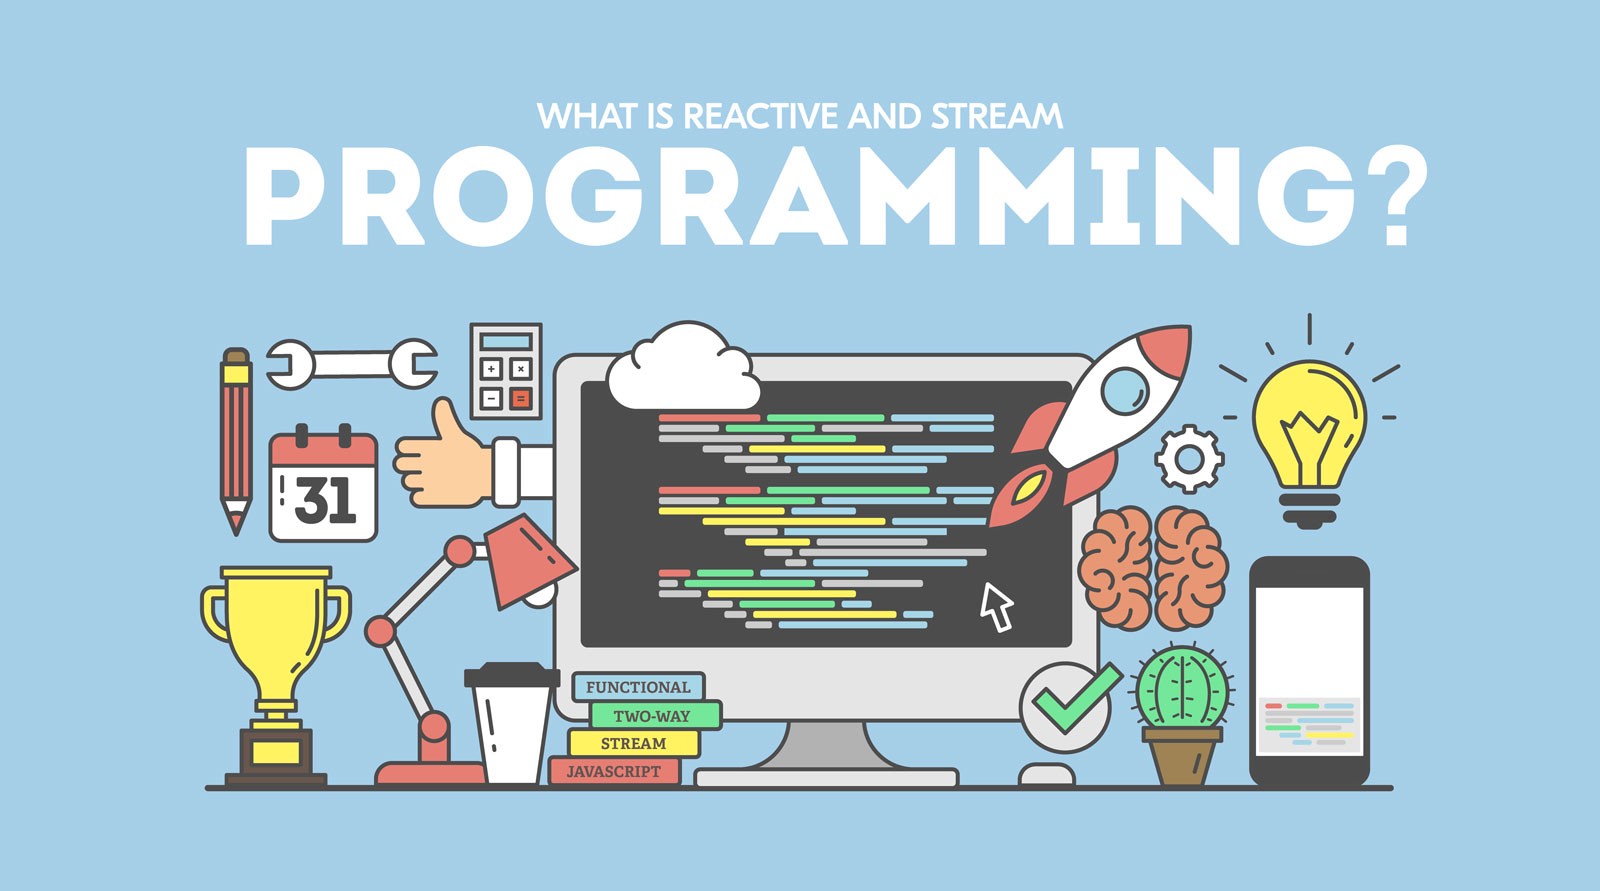 WHAT IS REACTIVE AND STREAM
PROGRAMMING?
+ ×
- =
31
FUNCTIONAL
TWO-WAY
STREAM
JAVASCRIPT